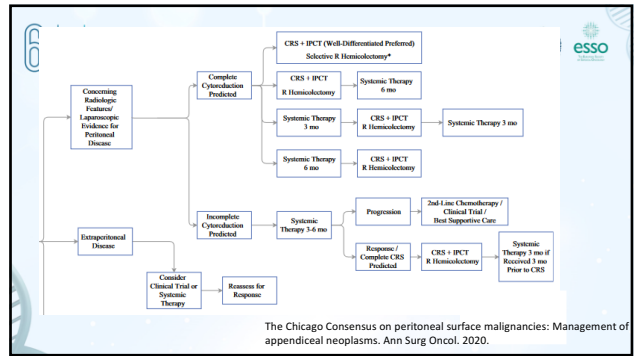 esso
CRS + IPCT (Well-Differentiated Preferred)
Selective R Hemicolectomy*
Complete
Cytoreduction
Predicted
CRS + IPCT
R Hemicolectomy
Systemic Therapy
6 mo
Concerning
Radiologic
Features/
Laparoscopic
Evidence for
Peritoneal
Disease
Systemic Therapy
3 mo
CRS + IPCT
R Hemicolectomy
Systemic Therapy 3 mo
Systemic Therapy
6 mo
CRS + IPCT
R Hemicolectomy
Incomplete
Cytoreduction
Predicted
Systemic
Therapy 3-6 mo
Progression
2nd-Line Chemotherapy /
Clinical Trial /
Best Supportive Care
Response /
Complete CRS
Predicted
CRS + IPCT
R Hemicolectomy
Systemic
Therapy 3 mo if
Received 3 mo
Prior to CRS
Extraperitoneal
Disease
Consider
Clinical Trial or
Systemic
Therapy
Reassess for
Response
The Chicago Consensus on peritoneal surface malignancies: Management of
appendiceal neoplasms. Ann Surg Oncol. 2020.